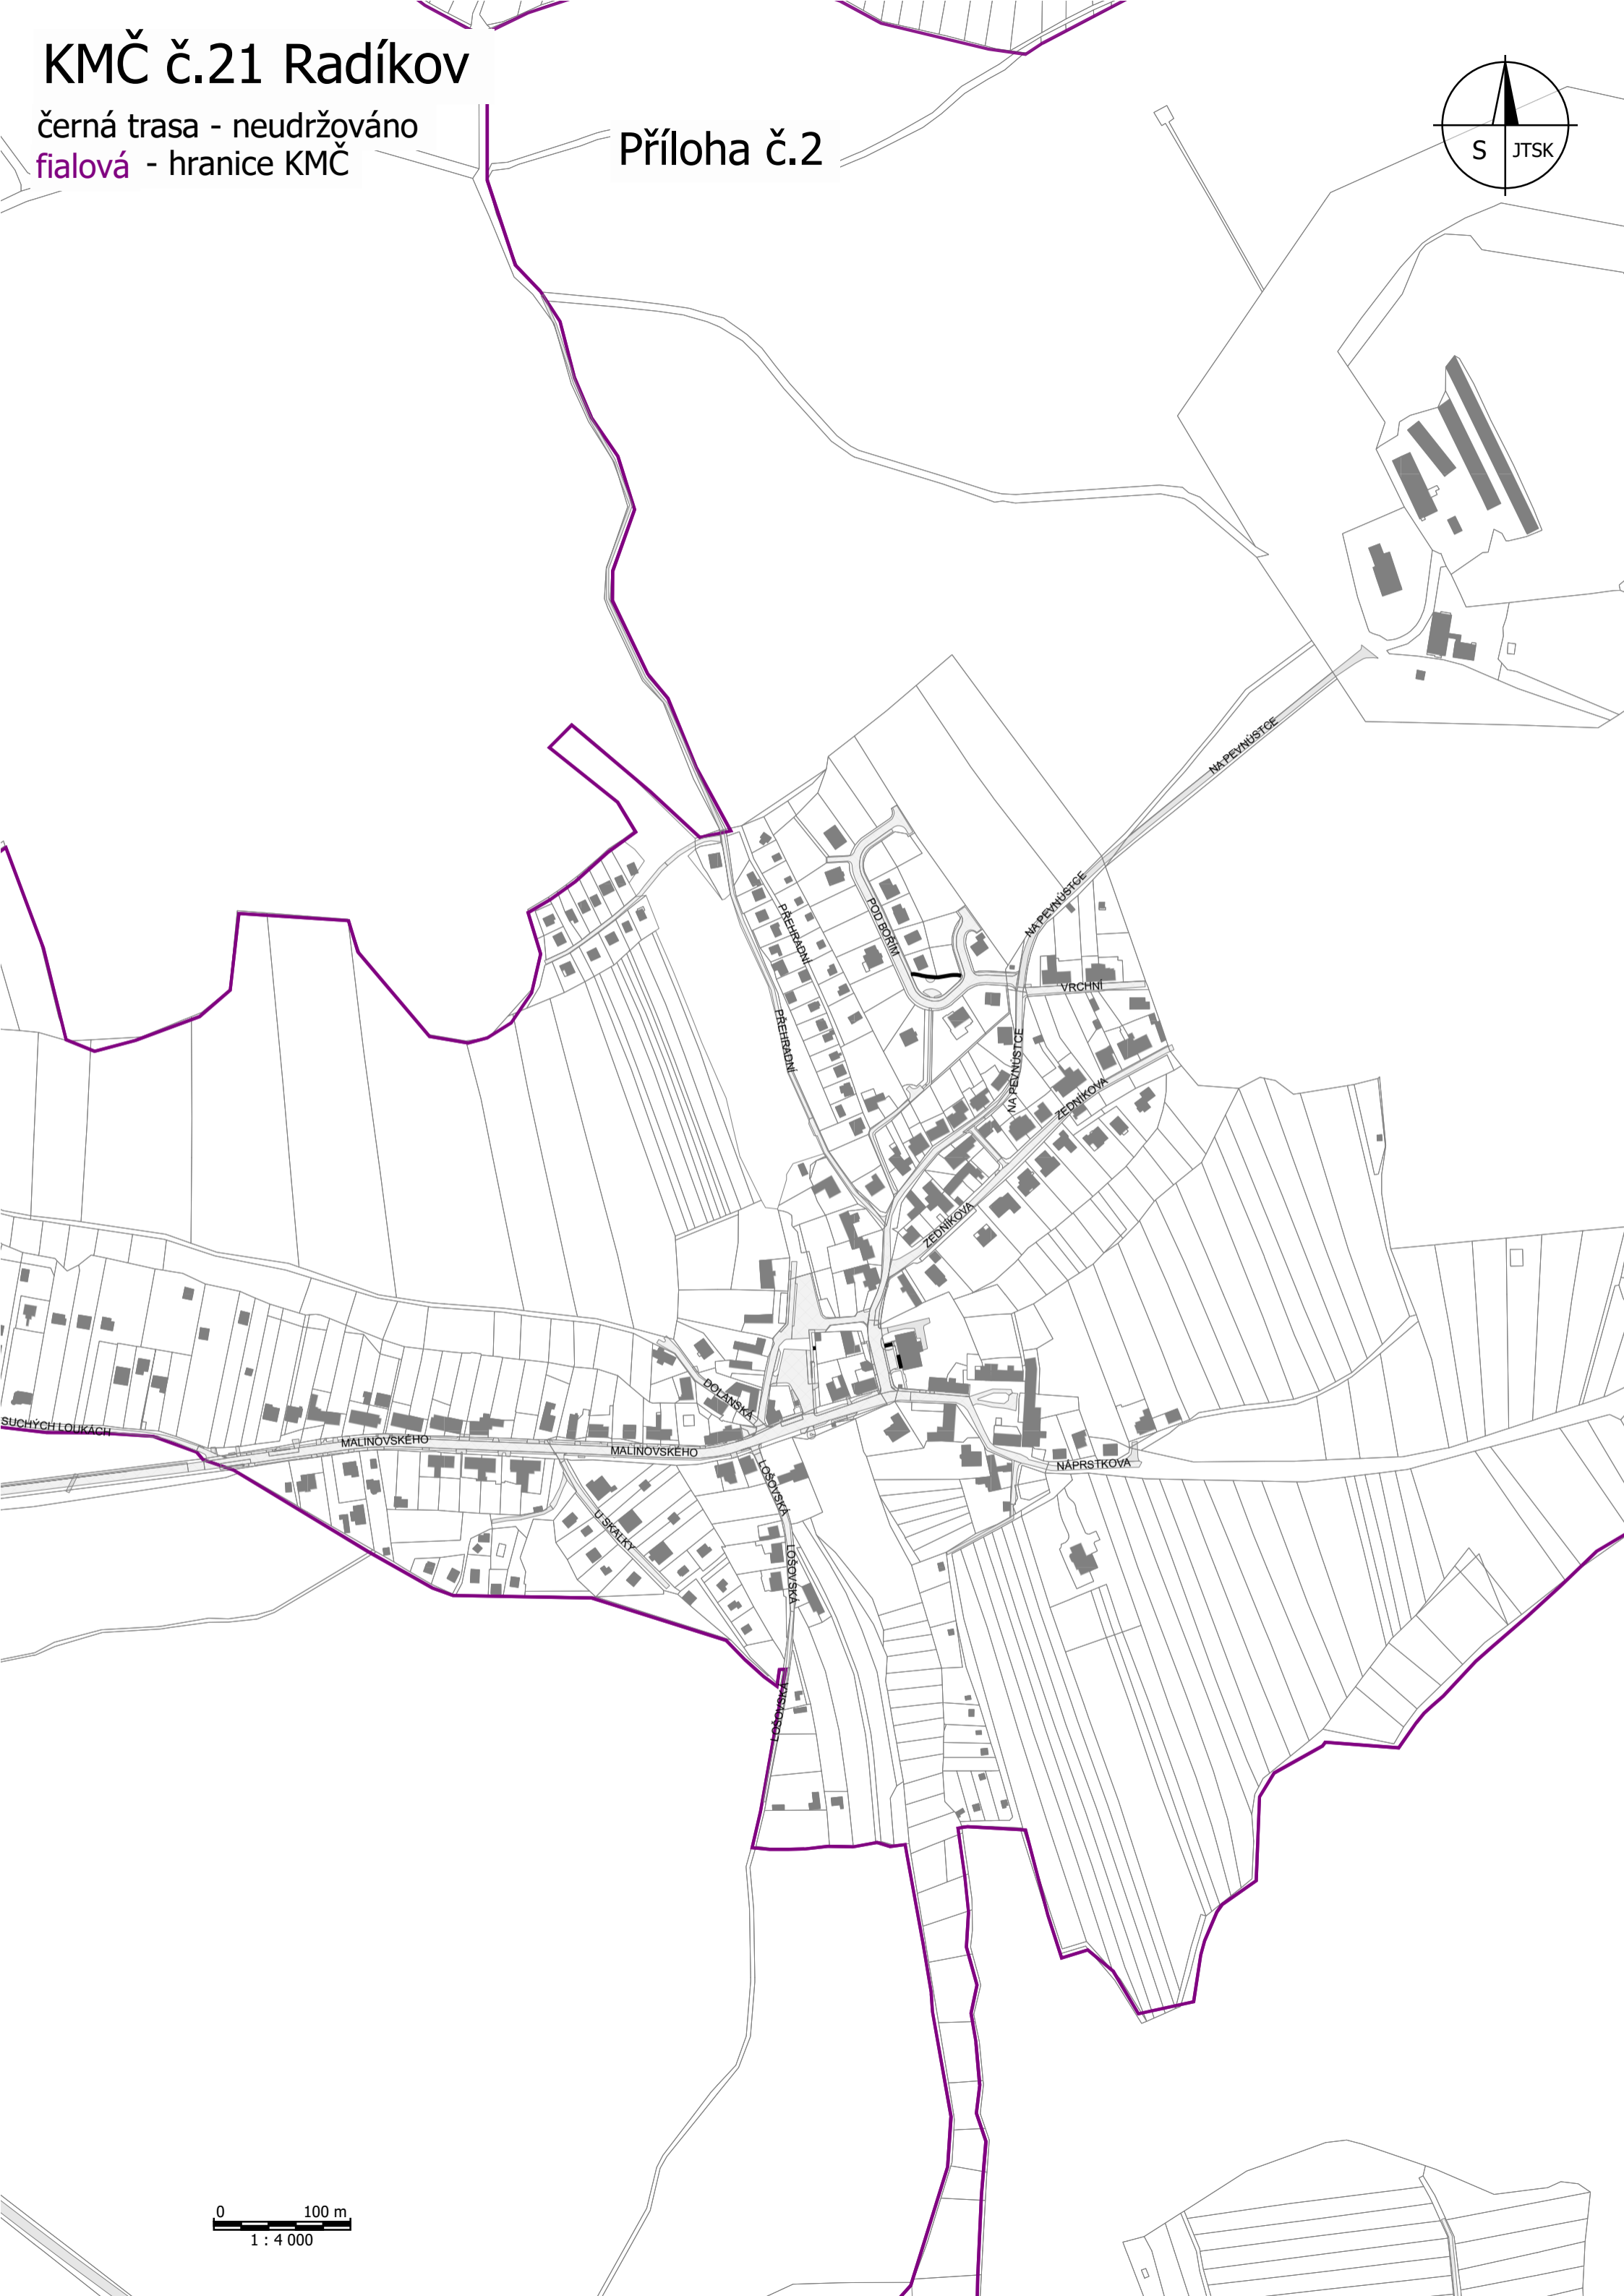 KMČ č.21 Radíkov
černá trasa - neudržováno
fialová - hranice KMČ
Příloha č.2
S JTSK
NA PEVNŮSTCE
NA PEVNŮSTCE
POD BOŘÍM
PŘEHRADNÍ
VRCHNÍ
PŘEHRADNÍ
NA PEVNŮSTCE
ZEDNÍKOVA
ZEDNÍKOVA
DOLANSKÁ
SUCHÝCH LOUKÁCH
MALINOVSKÉHO
MALINOVSKÉHO
NÁPRSTKOVA
LOŠOVSKÁ
U SKALKY
LOŠOVSKÁ
LOŠOVSKÁ
0 100 m
1 : 4 000